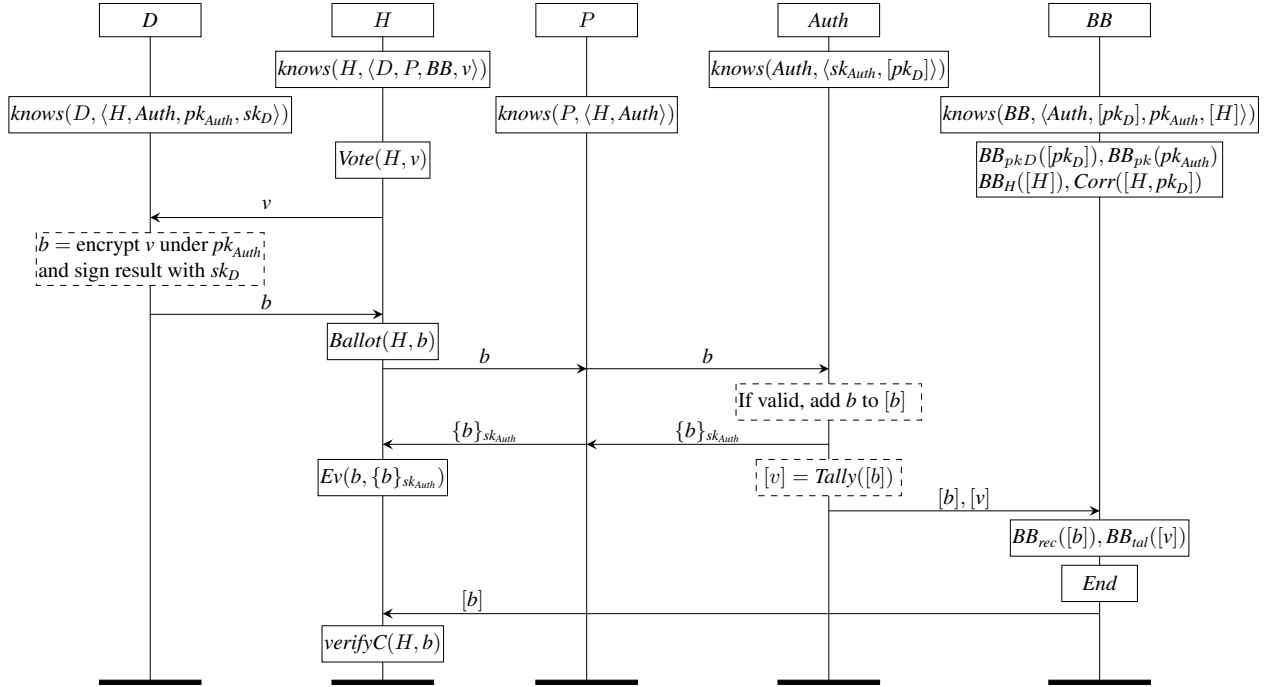 D
H
P
Auth
BB
knows(H, ⟨D, P, BB, v⟩)
knows(Auth, ⟨sk_Auth, [pk_D]⟩)
knows(D, ⟨H, Auth, pk_Auth, sk_D⟩)
knows(P, ⟨H, Auth⟩)
knows(BB, ⟨Auth, [pk_D], pk_Auth, [H]⟩)
Vote(H, v)
BB_pkD([pk_D]), BB_pk(pk_Auth)
BB_H([H]), Corr([H, pk_D])
v
b = encrypt v under pk_Auth
and sign result with sk_D
b
Ballot(H, b)
b
b
If valid, add b to [b]
{b}_sk_Auth
{b}_sk_Auth
Ev(b, {b}_sk_Auth)
[v] = Tally([b])
[b], [v]
BB_rec([b]), BB_tal([v])
End
[b]
verifyC(H, b)